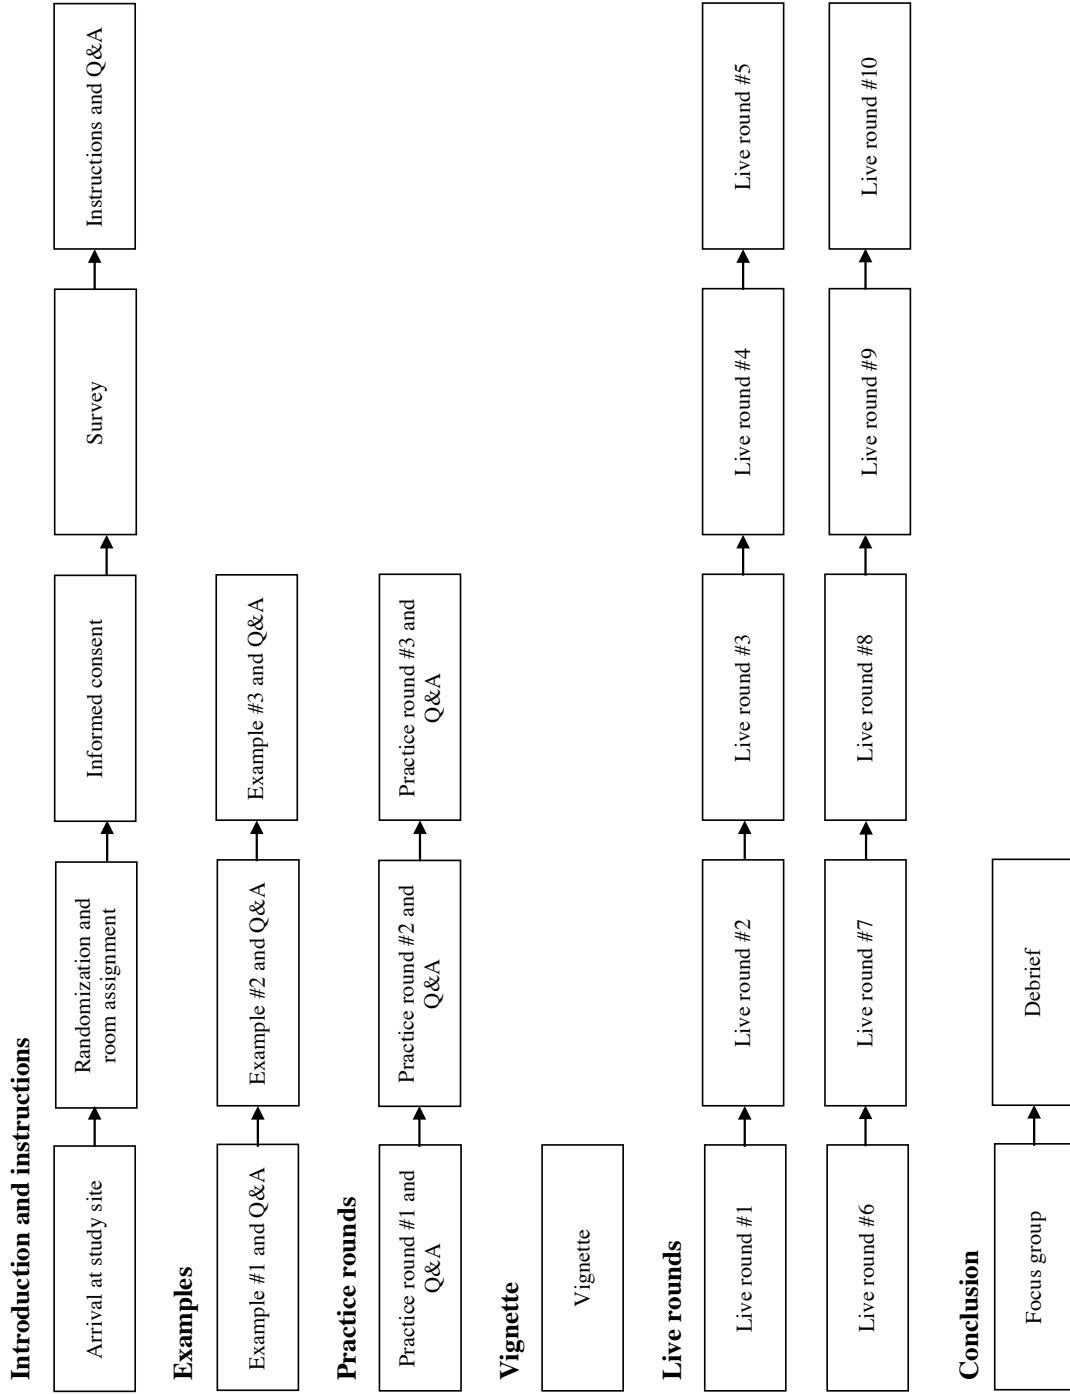 Introduction and instructions
Arrival at study site
Randomization and
room assignment
Informed consent
Survey
Instructions and Q&A
Examples
Example #1 and Q&A
Example #2 and Q&A
Example #3 and Q&A
Practice rounds
Practice round #1 and
Q&A
Practice round #2 and
Q&A
Practice round #3 and
Q&A
Vignette
Vignette
Live rounds
Live round #1
Live round #2
Live round #3
Live round #4
Live round #5
Live round #6
Live round #7
Live round #8
Live round #9
Live round #10
Conclusion
Focus group
Debrief